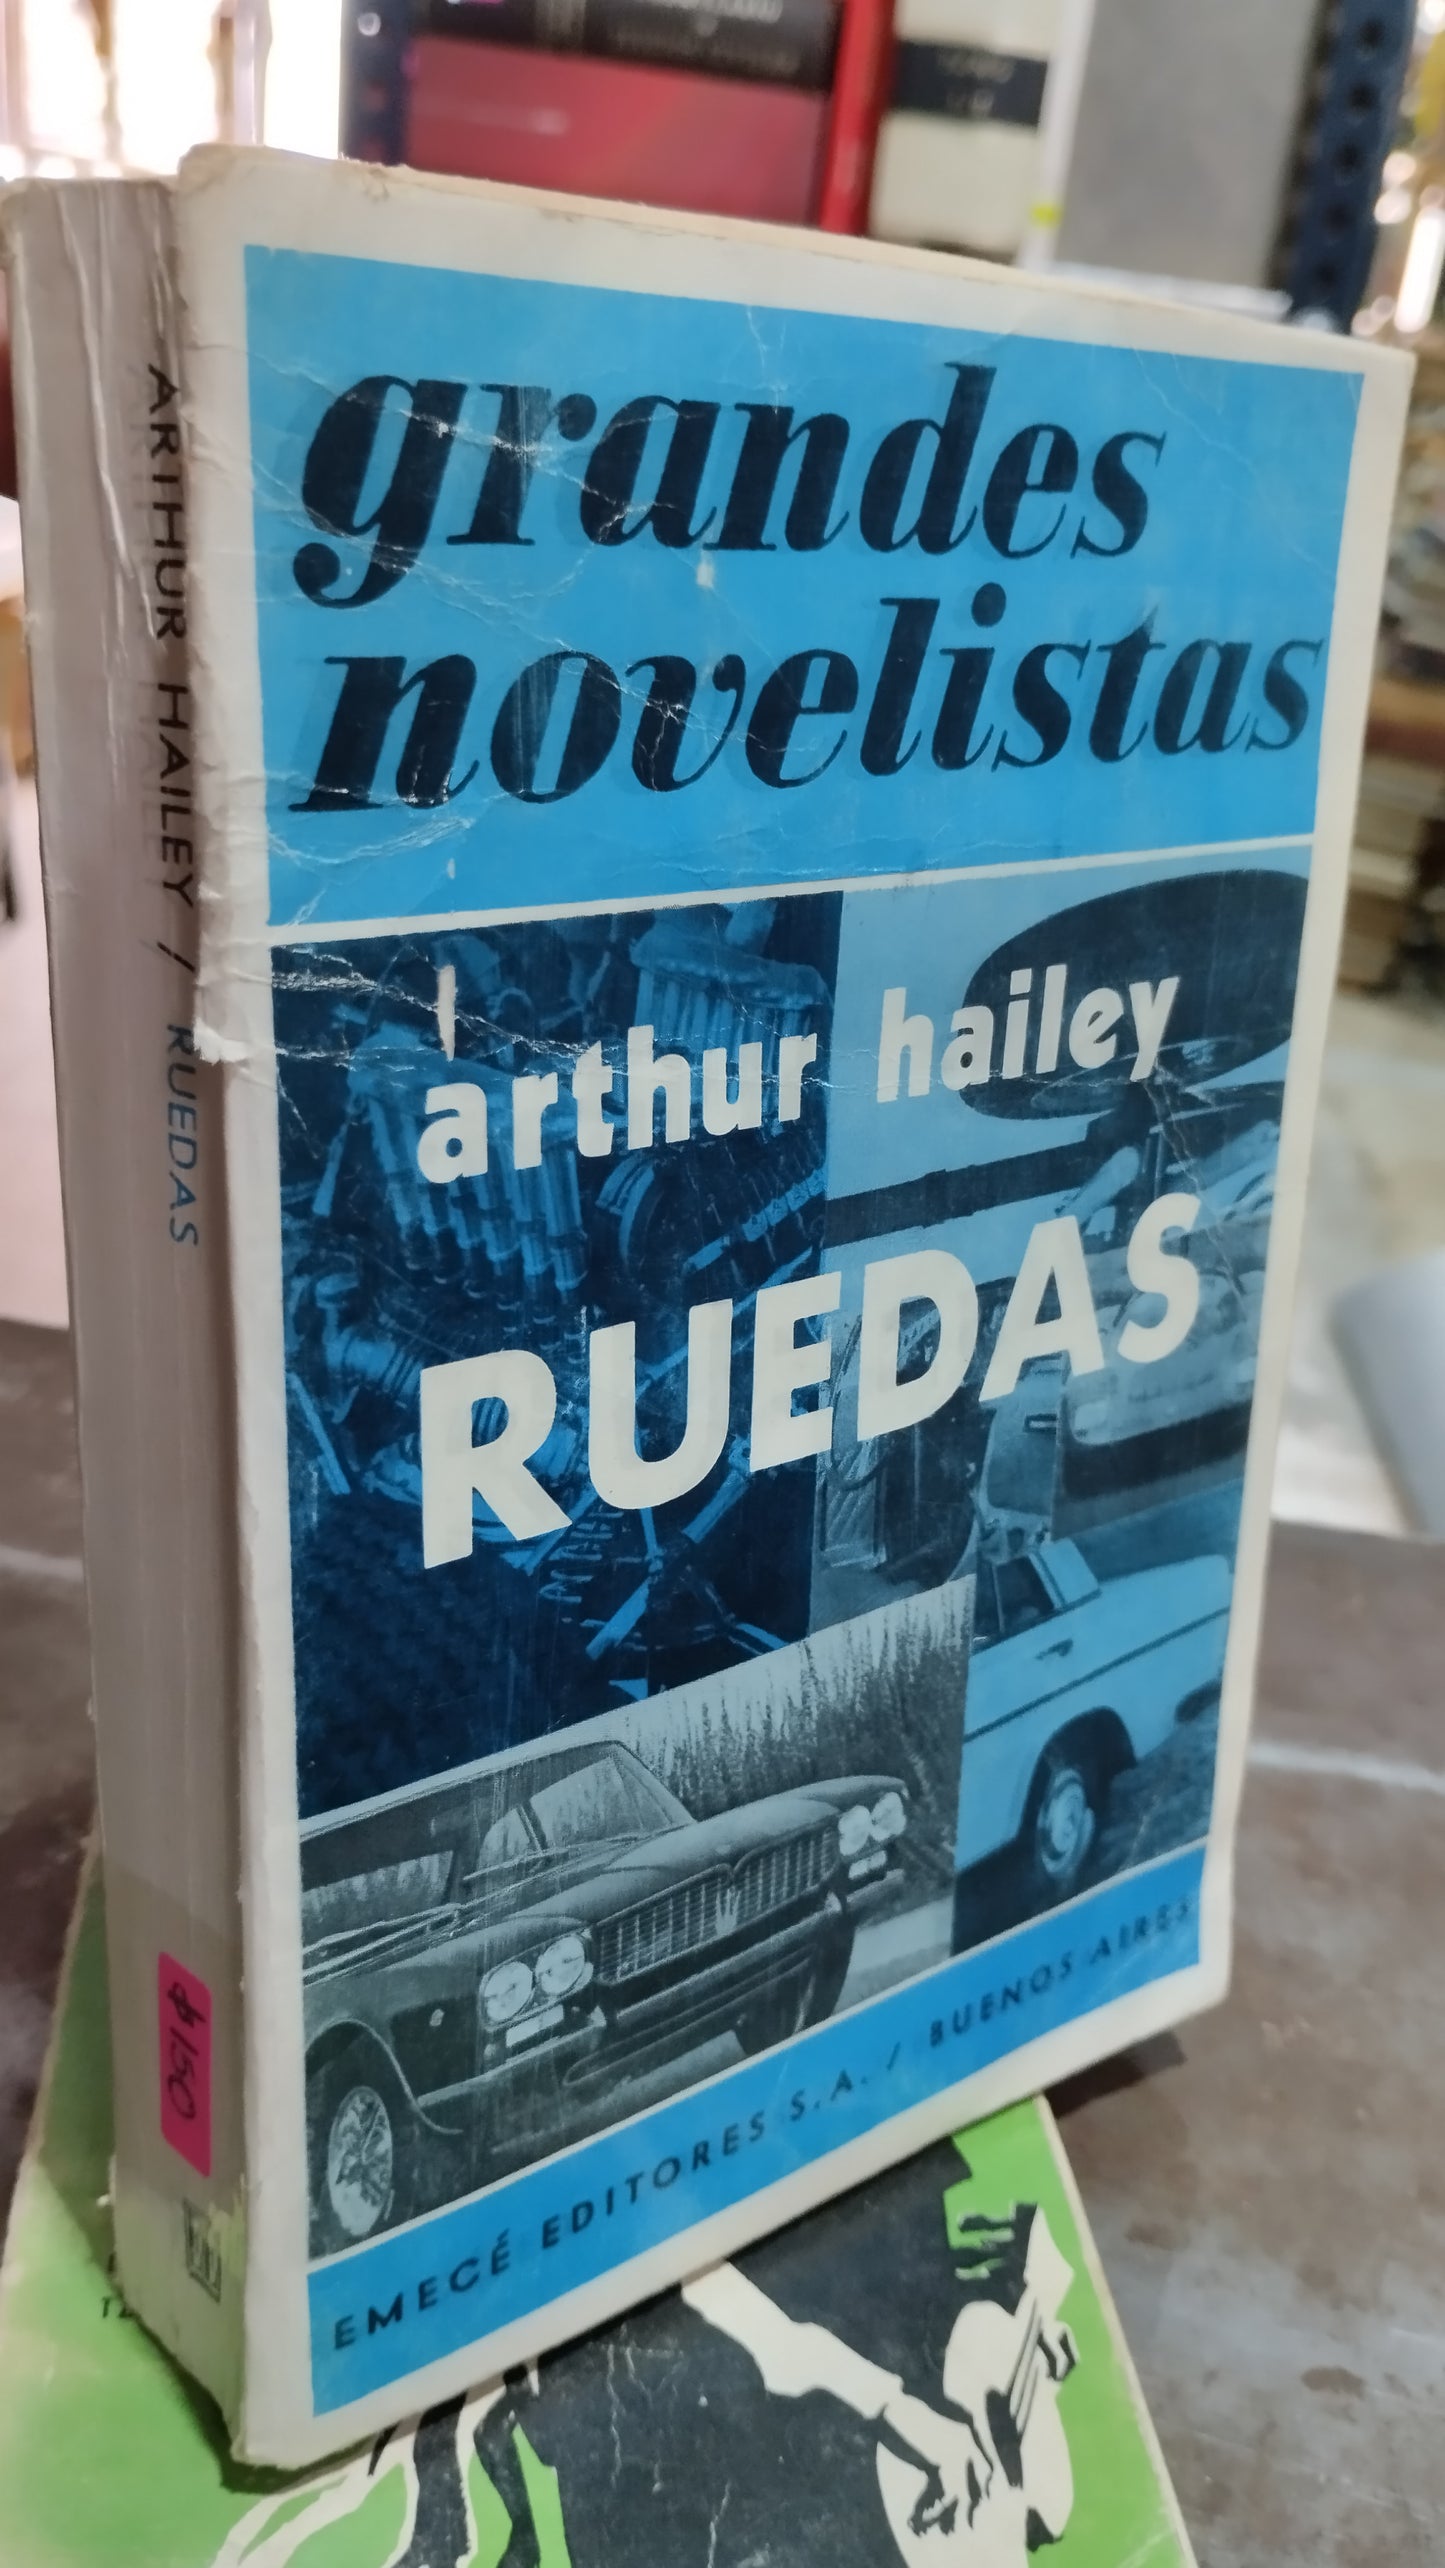 grandes
novelistas
arthur hailey
RUEDAS
EMECÉ EDITORES S.A. / BUENOS AIRES
ARTHUR HAILEY / RUEDAS
$150